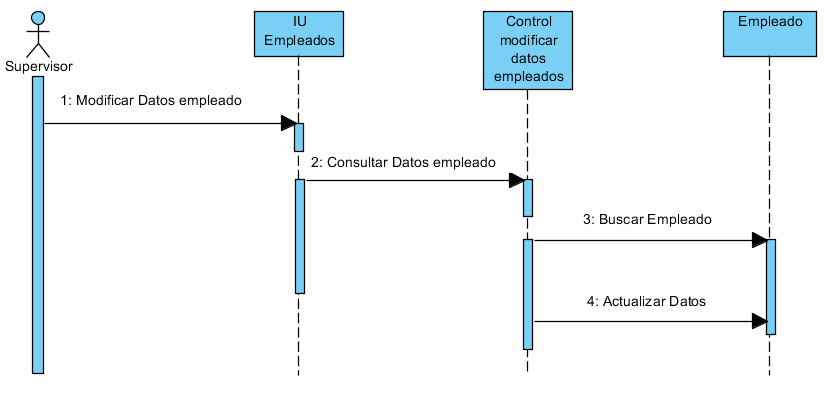 IU
Empleados
Control
modificar
datos
empleados
Empleado
Supervisor
1: Modificar Datos empleado
2: Consultar Datos empleado
3: Buscar Empleado
4: Actualizar Datos